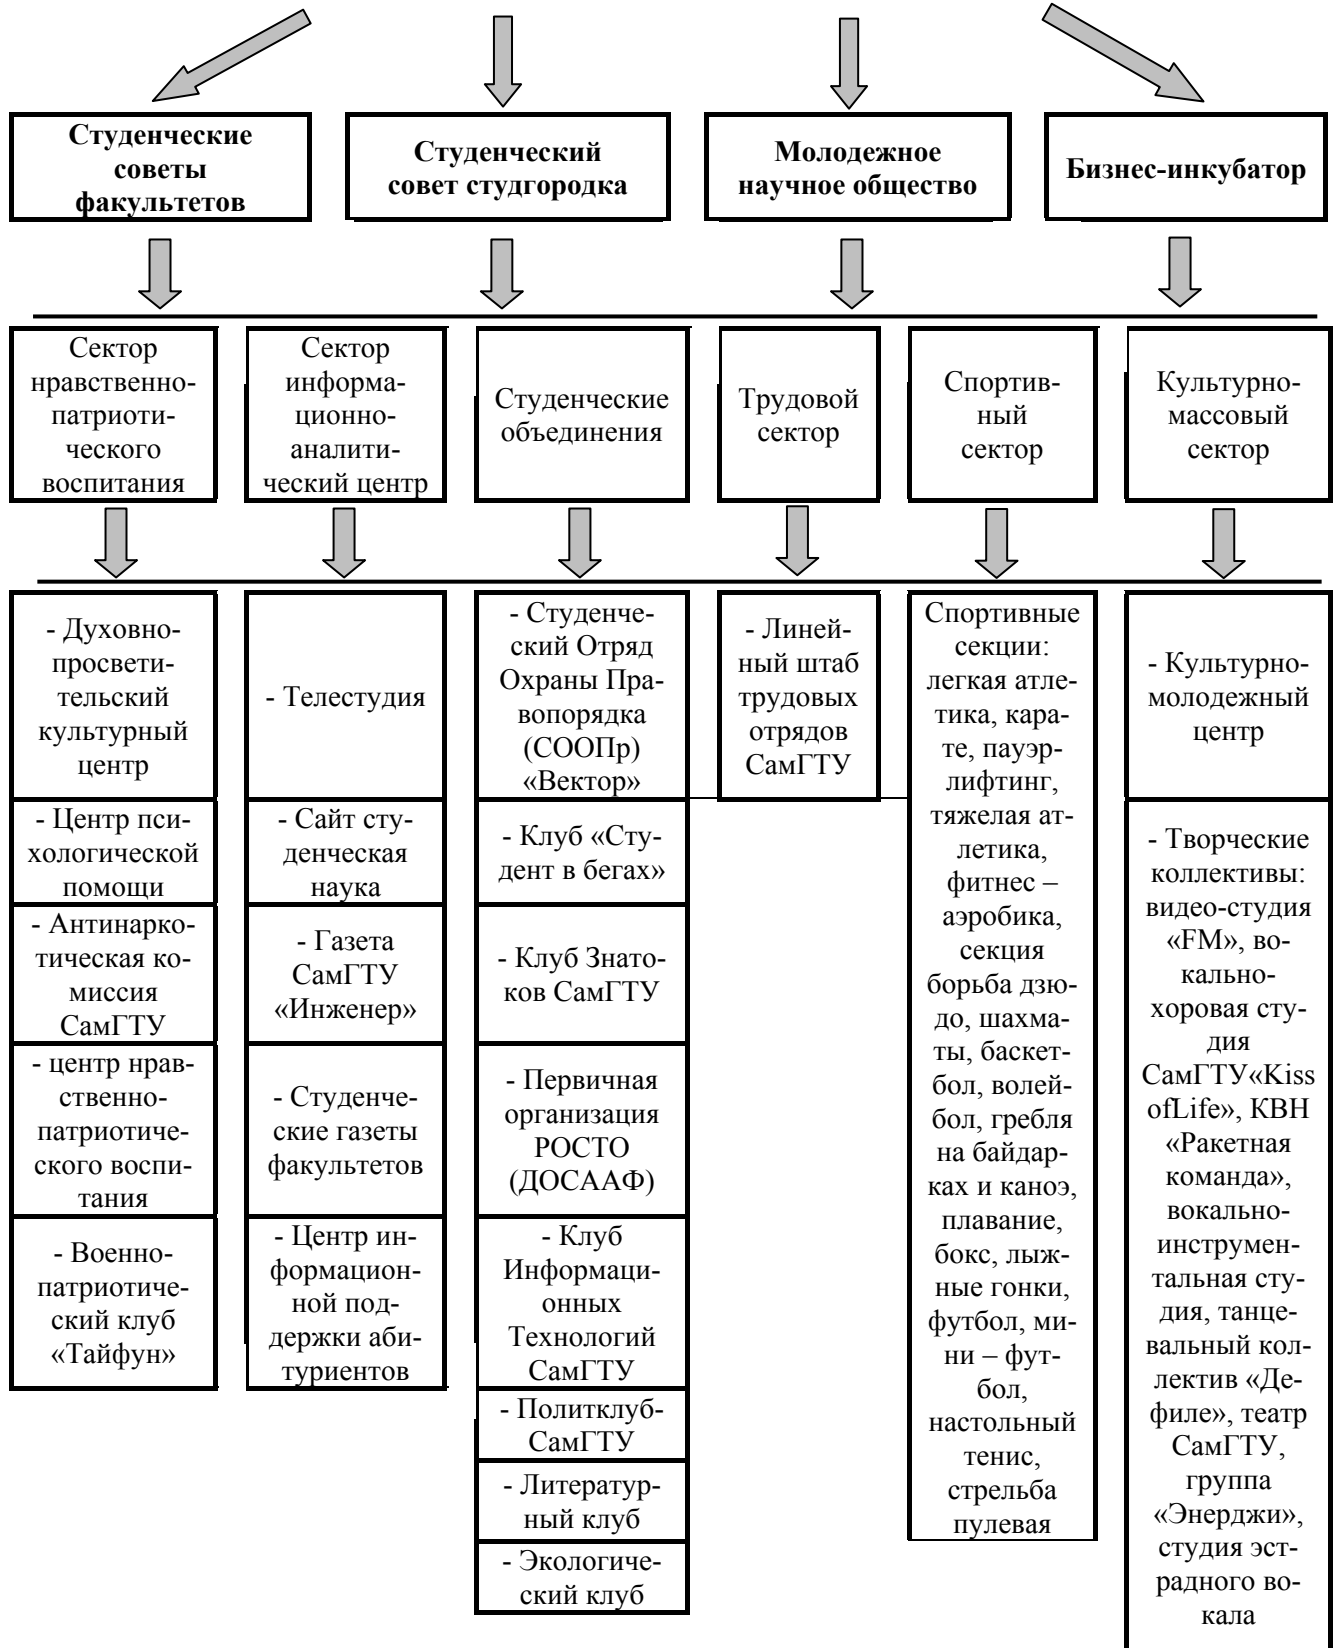 Студенческие
советы
факультетов
Студенческий
совет студгородка
Молодежное
научное общество
Бизнес-инкубатор
Сектор
нравственно-
патриоти-
ческого
воспитания
Сектор
информа-
ционно-
аналити-
ческий центр
Студенческие
объединения
Трудовой
сектор
Спортив-
ный
сектор
Культурно-
массовый
сектор
- Духовно-
просвети-
тельский
культурный
центр
- Центр пси-
хологической
помощи
- Антинарко-
тическая ко-
миссия
СамГТУ
- центр нрав-
ственно-
патриотиче-
ского воспи-
тания
- Военно-
патриотиче-
ский клуб
«Тайфун»
- Телестудия
- Сайт сту-
денческая
наука
- Газета
СамГТУ
«Инженер»
- Студенче-
ские газеты
факультетов
- Центр ин-
формацион-
ной под-
держки аби-
туриентов
- Студенче-
ский Отряд
Охраны Пра-
вопорядка
(СООПр)
«Вектор»
- Клуб «Сту-
дент в бегах»
- Клуб Знато-
ков СамГТУ
- Первичная
организация
РОСТО
(ДОСААФ)
- Клуб
Информаци-
онных
Технологий
СамГТУ
- Политклуб-
СамГТУ
- Литератур-
ный клуб
- Экологиче-
ский клуб
- Линей-
ный штаб
трудовых
отрядов
СамГТУ
Спортивные
секции:
легкая атле-
тика, кара-
те, пауэр-
лифтинг,
тяжелая ат-
летика,
фитнес –
аэробика,
секция
борьба дзю-
до, шахма-
ты, баскет-
бол, волей-
бол, гребля
на байдар-
ках и каноэ,
плавание,
бокс, лыж-
ные гонки,
футбол, ми-
ни – фут-
бол,
настольный
тенис,
стрельба
пулевая
- Культурно-
молодежный
центр
- Творческие
коллективы:
видео-студия
«FM», во-
кально-
хоровая сту-
дия
СамГТУ«Kiss
ofLife», КВН
«Ракетная
команда»,
вокально-
инструмен-
тальная сту-
дия, танце-
вальный кол-
лектив «Де-
филе», театр
СамГТУ,
группа
«Энерджи»,
студия эст-
радного во-
кала